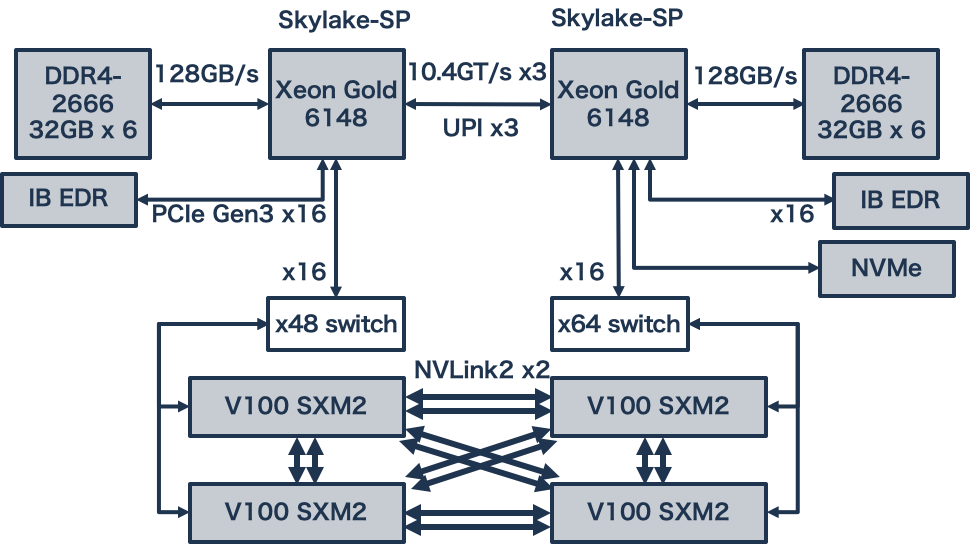 Skylake-SP
Skylake-SP
DDR4-
2666
32GB x 6
128GB/s
Xeon Gold
6148
10.4GT/s x3
UPI x3
Xeon Gold
6148
128GB/s
DDR4-
2666
32GB x 6
IB EDR
PCIe Gen3 x16
x16
IB EDR
NVMe
x16
x16
x48 switch
x64 switch
NVLink2 x2
V100 SXM2
V100 SXM2
V100 SXM2
V100 SXM2